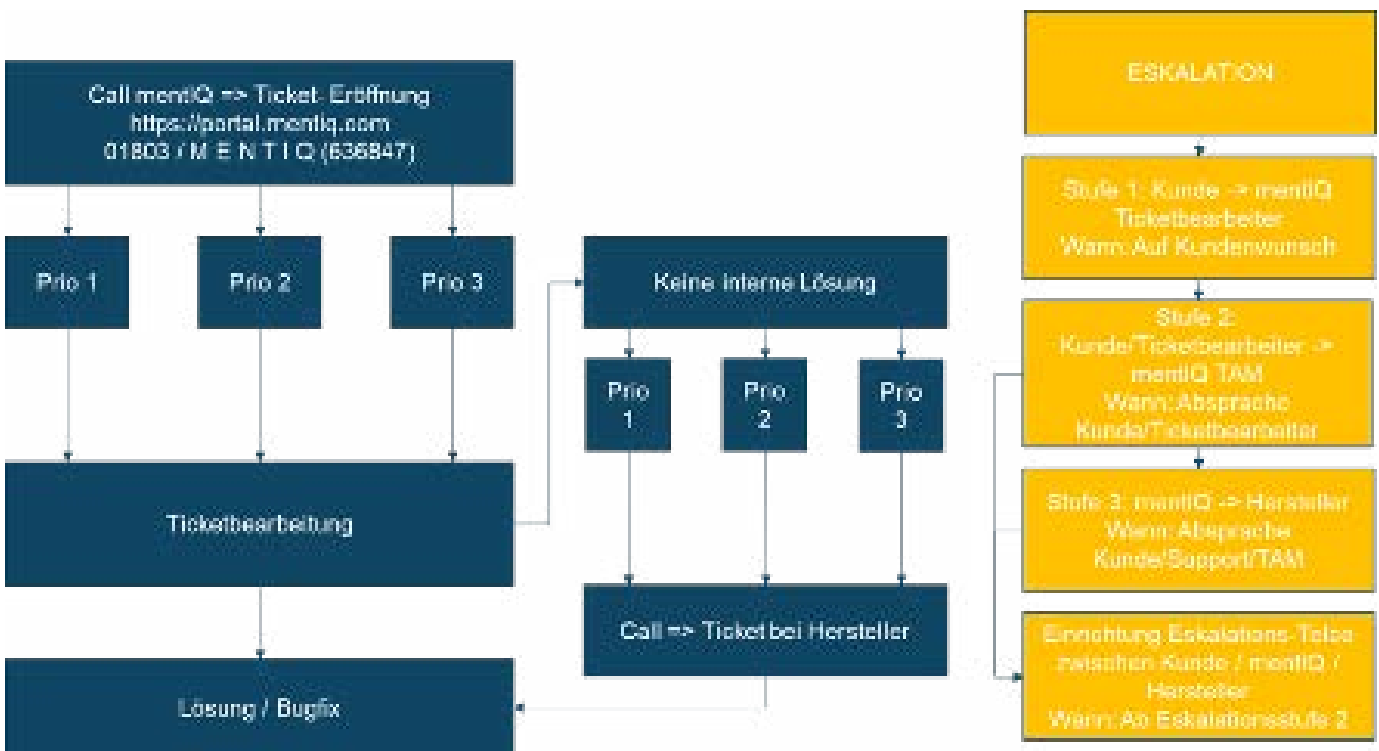 Call mentIQ => Ticket- Eröffnung
https://portal.mentiq.com
01803 / M E N T I Q (636847)
Prio 1
Prio 2
Prio 3
Ticketbearbeitung
Lösung / Bugfix
Keine interne Lösung
Prio
1
Prio
2
Prio
3
Call => Ticket bei Hersteller
ESKALATION
Stufe 1: Kunde -> mentIQ
Ticketbearbeiter
Wann: Auf Kundenwunsch
Stufe 2:
Kunde/Ticketbearbeiter ->
mentIQ TAM
Wann: Absprache
Kunde/Ticketbearbeiter
Stufe 3: mentIQ -> Hersteller
Wann: Absprache
Kunde/Support/TAM
Einrichtung Eskalations-Telco
zwischen Kunde / mentIQ /
Hersteller
Wann: Ab Eskalationsstufe 2